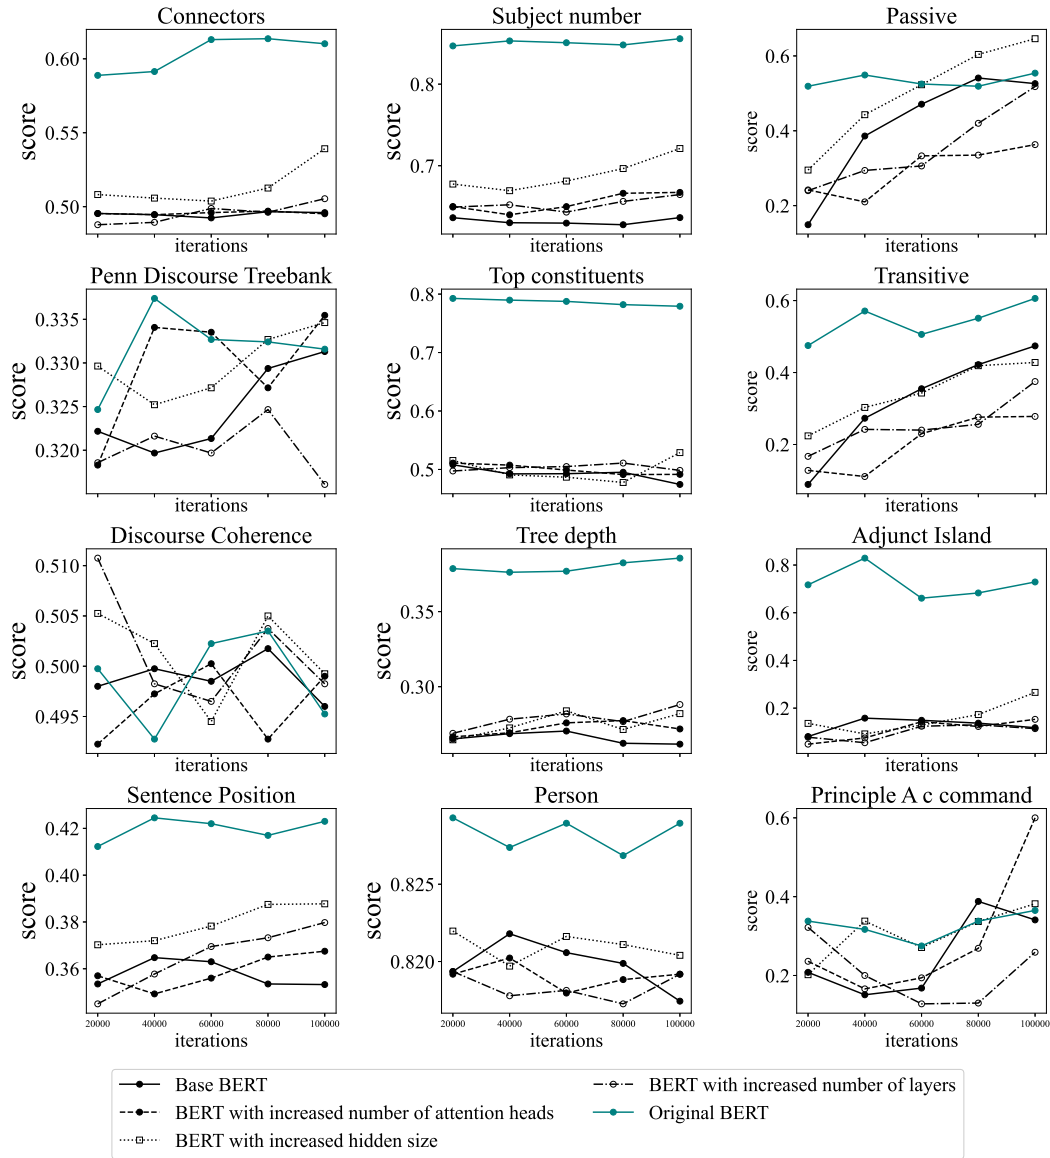 Connectors
Subject number
Passive
score
0.60
0.55
0.50
iterations
score
0.8
0.7
iterations
score
0.6
0.4
0.2
iterations
Penn Discourse Treebank
Top constituents
Transitive
score
0.335
0.330
0.325
0.320
iterations
score
0.8
0.7
0.6
0.5
iterations
score
0.6
0.4
0.2
iterations
Discourse Coherence
Tree depth
Adjunct Island
score
0.510
0.505
0.500
0.495
iterations
score
0.35
0.30
iterations
score
0.8
0.6
0.4
0.2
iterations
Sentence Position
Person
Principle A c command
score
0.42
0.40
0.38
0.36
20000 40000 60000 80000 100000
iterations
score
0.825
0.820
20000 40000 60000 80000 100000
iterations
score
0.6
0.4
0.2
20000 40000 60000 80000 100000
iterations
Base BERT
BERT with increased number of attention heads
BERT with increased hidden size
BERT with increased number of layers
Original BERT